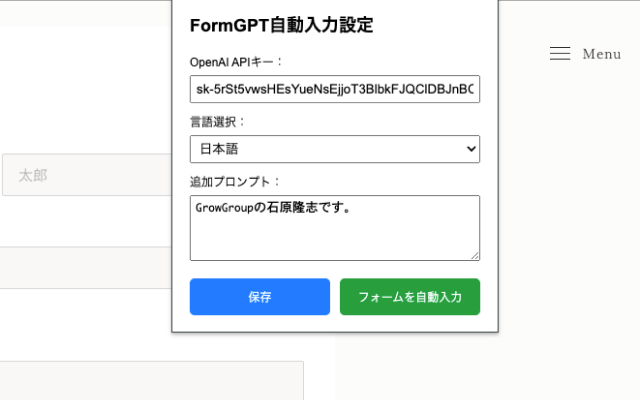 FormGPT自動入力設定
Menu
OpenAI APIキー：
sk-5rSt5vwsHEsYueNsEjjoT3BlbkFJQClDBJnB
言語選択：
日本語
太郎
追加プロンプト：
GrowGroupの石原隆志です。
保存
フォームを自動入力